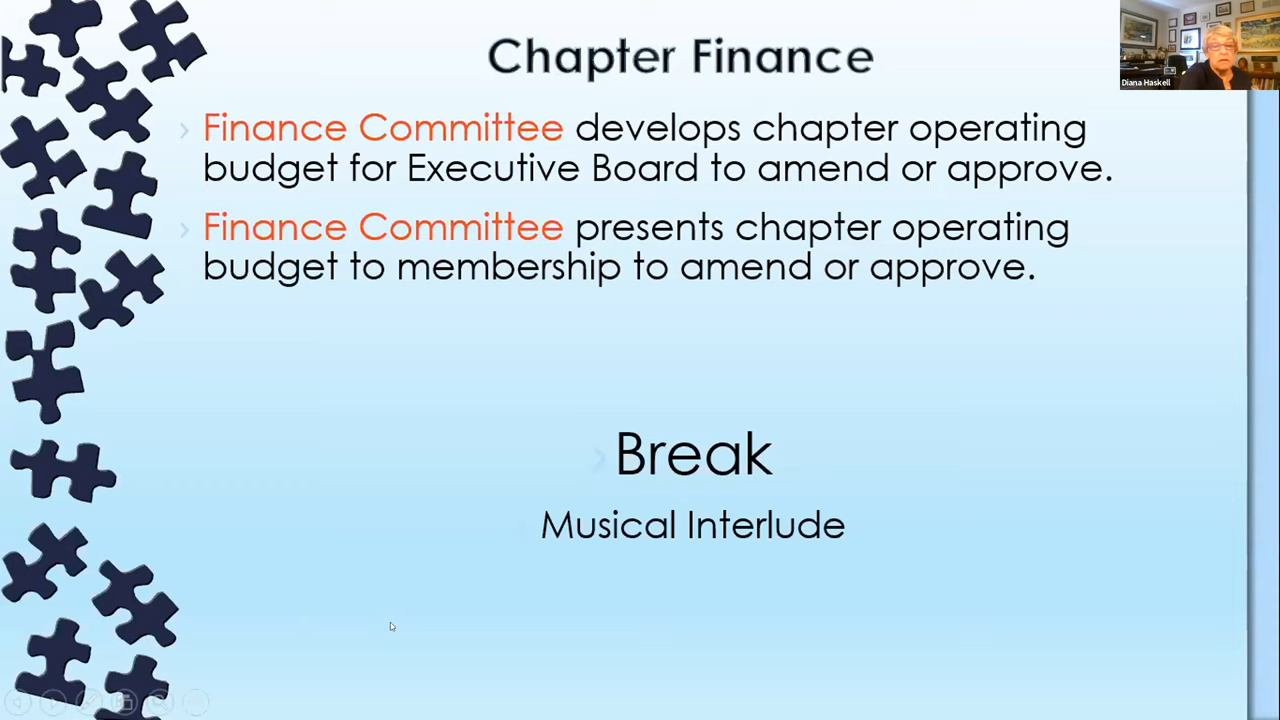 Chapter Finance
Diana Haskell
Finance Committee develops chapter operating
budget for Executive Board to amend or approve.
Finance Committee presents chapter operating
budget to membership to amend or approve.
Break
Musical Interlude